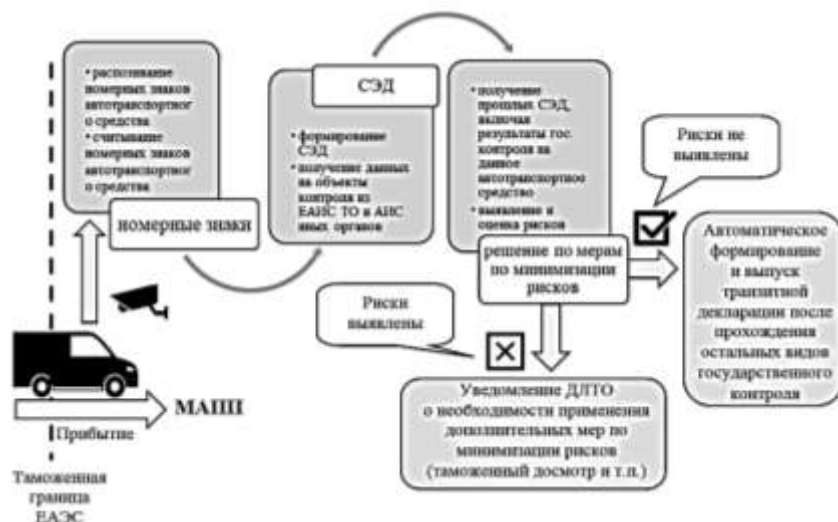 • распознвание
номерных знаков
автотранспортног
о средства
• считывание
номерных знаков
автотранспортног
о средства
номерные знаки
СЭД
• формирование
СЭД
• получение данных
на объекты
контроля из
ЕАИС ТО и АИС
иных органов
• получение
прошлых СЭД,
включая
результаты гос.
контроля на
данное
автотранспортное
средство
• выявление и
оценка рисков
решение по мерам
по минимизации
рисков
Риски не
выявлены
Автоматическое
формирование
и выпуск
транзитной
декларации после
прохождения
остальных видов
государственного
контроля
Риски
выявлены
Уведомление ДЛТО
о необходимости применения
дополнительных мер по
минимизации рисков
(таможенный досмотр и т.п.)
МАПП
Прибытие
Таможенная
граница
ЕАЭС